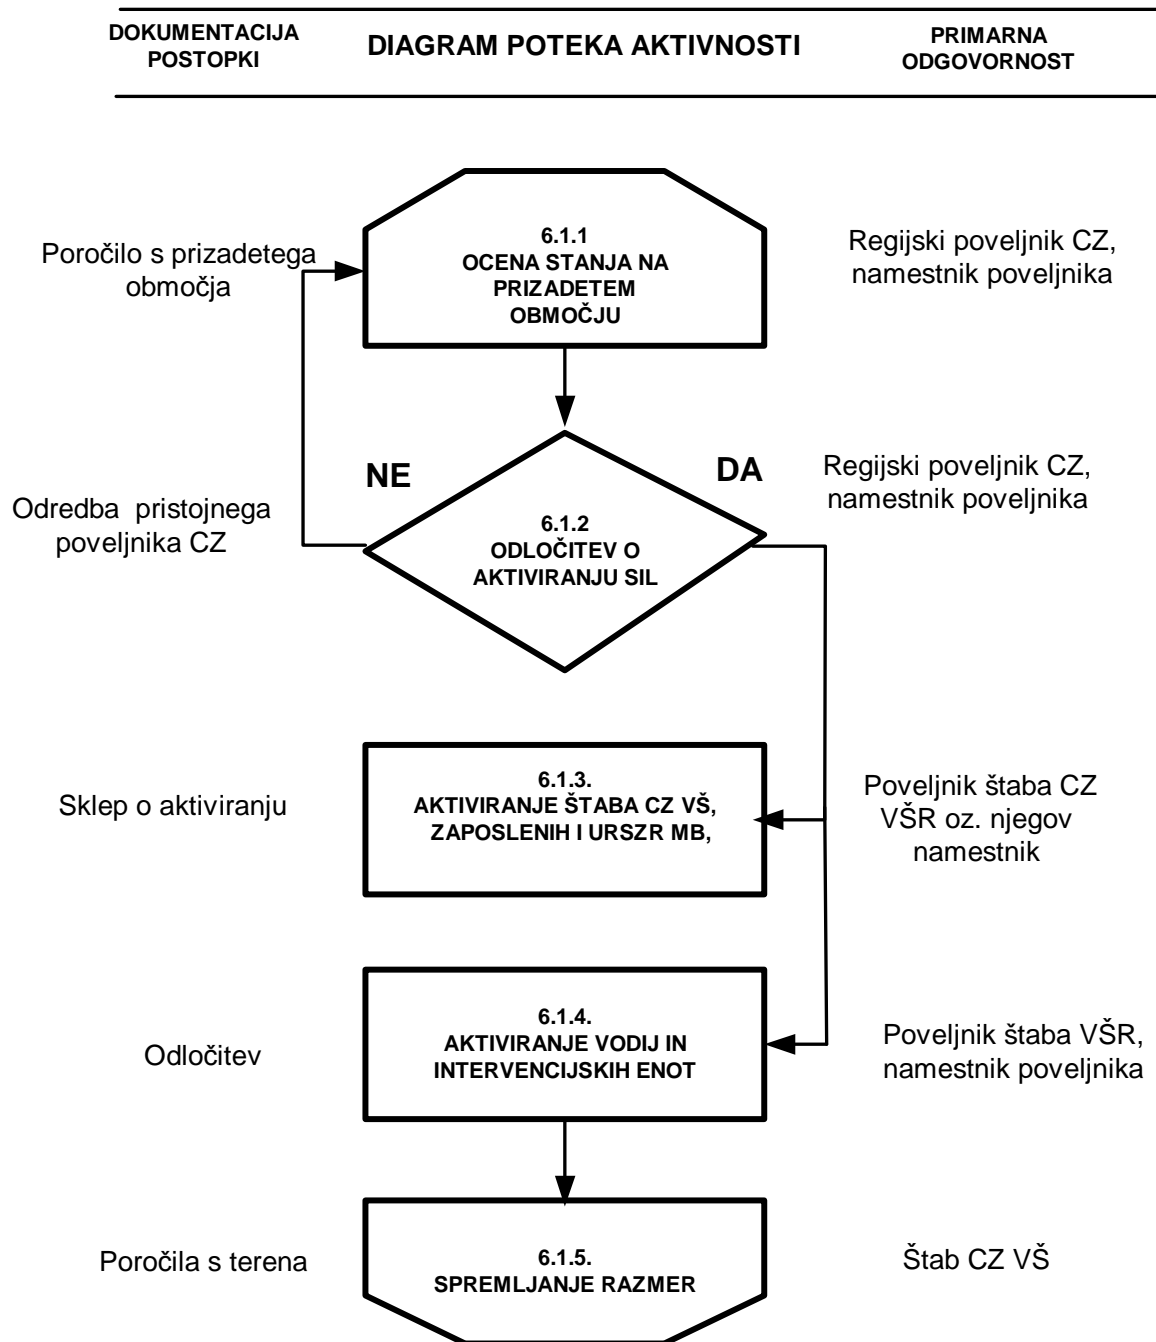 DOKUMENTACIJA
POSTOPKI
DIAGRAM POTEKA AKTIVNOSTI
PRIMARNA
ODGOVORNOST
Poročilo s prizadetega
območja
6.1.1
OCENA STANJA NA
PRIZADETEM
OBMOČJU
Regijski poveljnik CZ,
namestnik poveljnika
NE
DA
Odredba pristojnega
poveljnika CZ
6.1.2
ODLOČITEV O
AKTIVIRANJU SIL
Regijski poveljnik CZ,
namestnik poveljnika
Sklep o aktiviranju
6.1.3.
AKTIVIRANJE ŠTABA CZ VŠ,
ZAPOSLENIH I URSZR MB,
Poveljnik štaba CZ
VŠR oz. njegov
namestnik
Odločitev
6.1.4.
AKTIVIRANJE VODIJ IN
INTERVENCIJSKIH ENOT
Poveljnik štaba VŠR,
namestnik poveljnika
Poročila s terena
6.1.5.
SPREMLJANJE RAZMER
Štab CZ VŠ